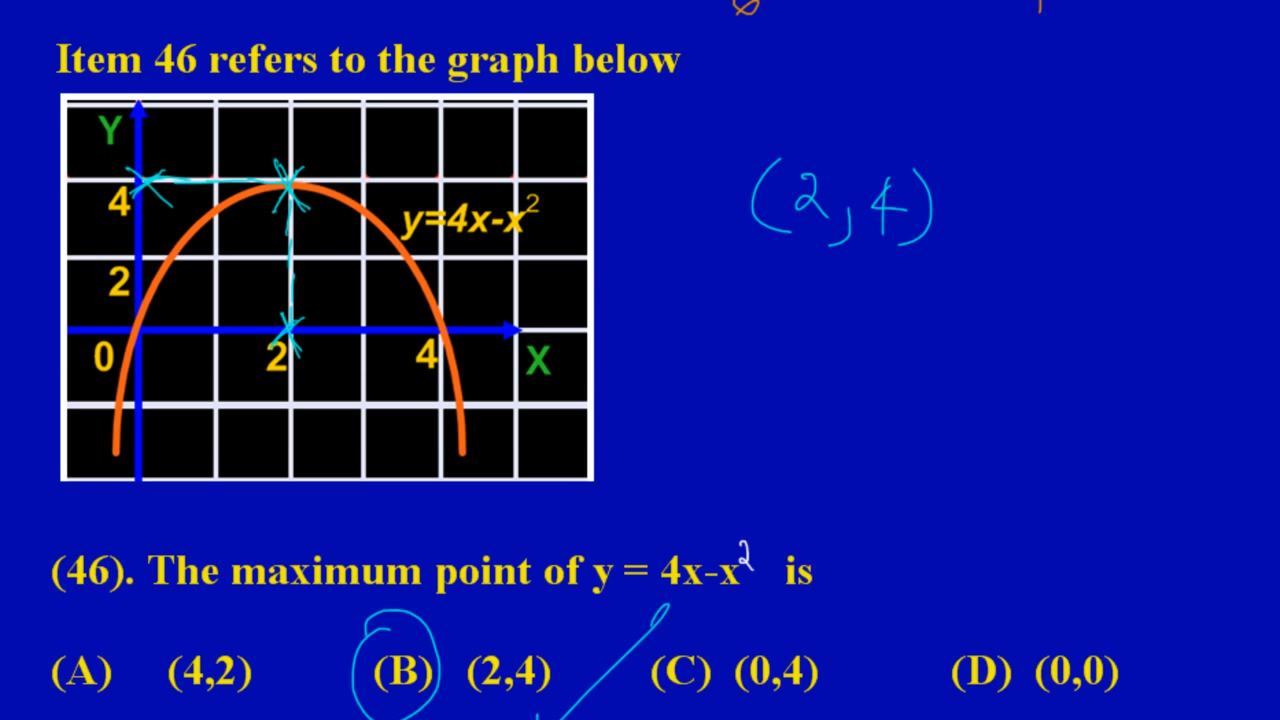 Item 46 refers to the graph below
Y
4
y=4x-x²
(2,4)
2
0 2 4 X
(46). The maximum point of y = 4x-x² is
(A) (4,2) (B) (2,4) (C) (0,4) (D) (0,0)